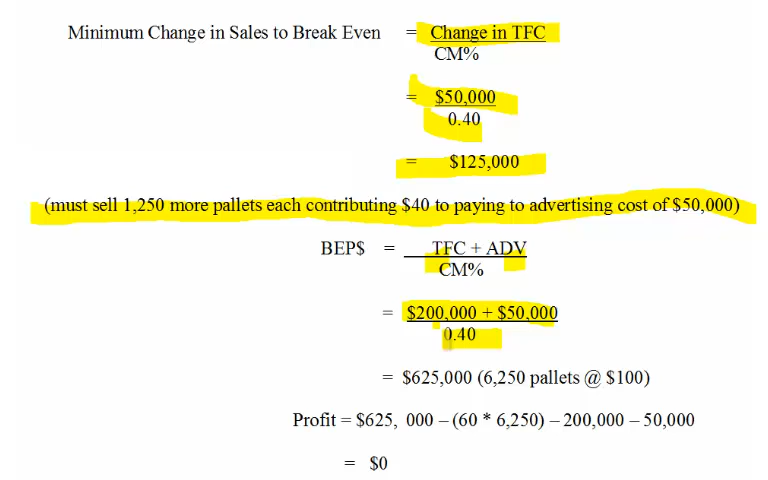 Minimum Change in Sales to Break Even = Change in TFC
CM%
= $50,000
0.40
= $125,000
(must sell 1,250 more pallets each contributing $40 to paying to advertising cost of $50,000)
BEP$ = TFC + ADV
CM%
= $200,000 + $50,000
0.40
= $625,000 (6,250 pallets @ $100)
Profit = $625, 000 – (60 * 6,250) – 200,000 – 50,000
= $0